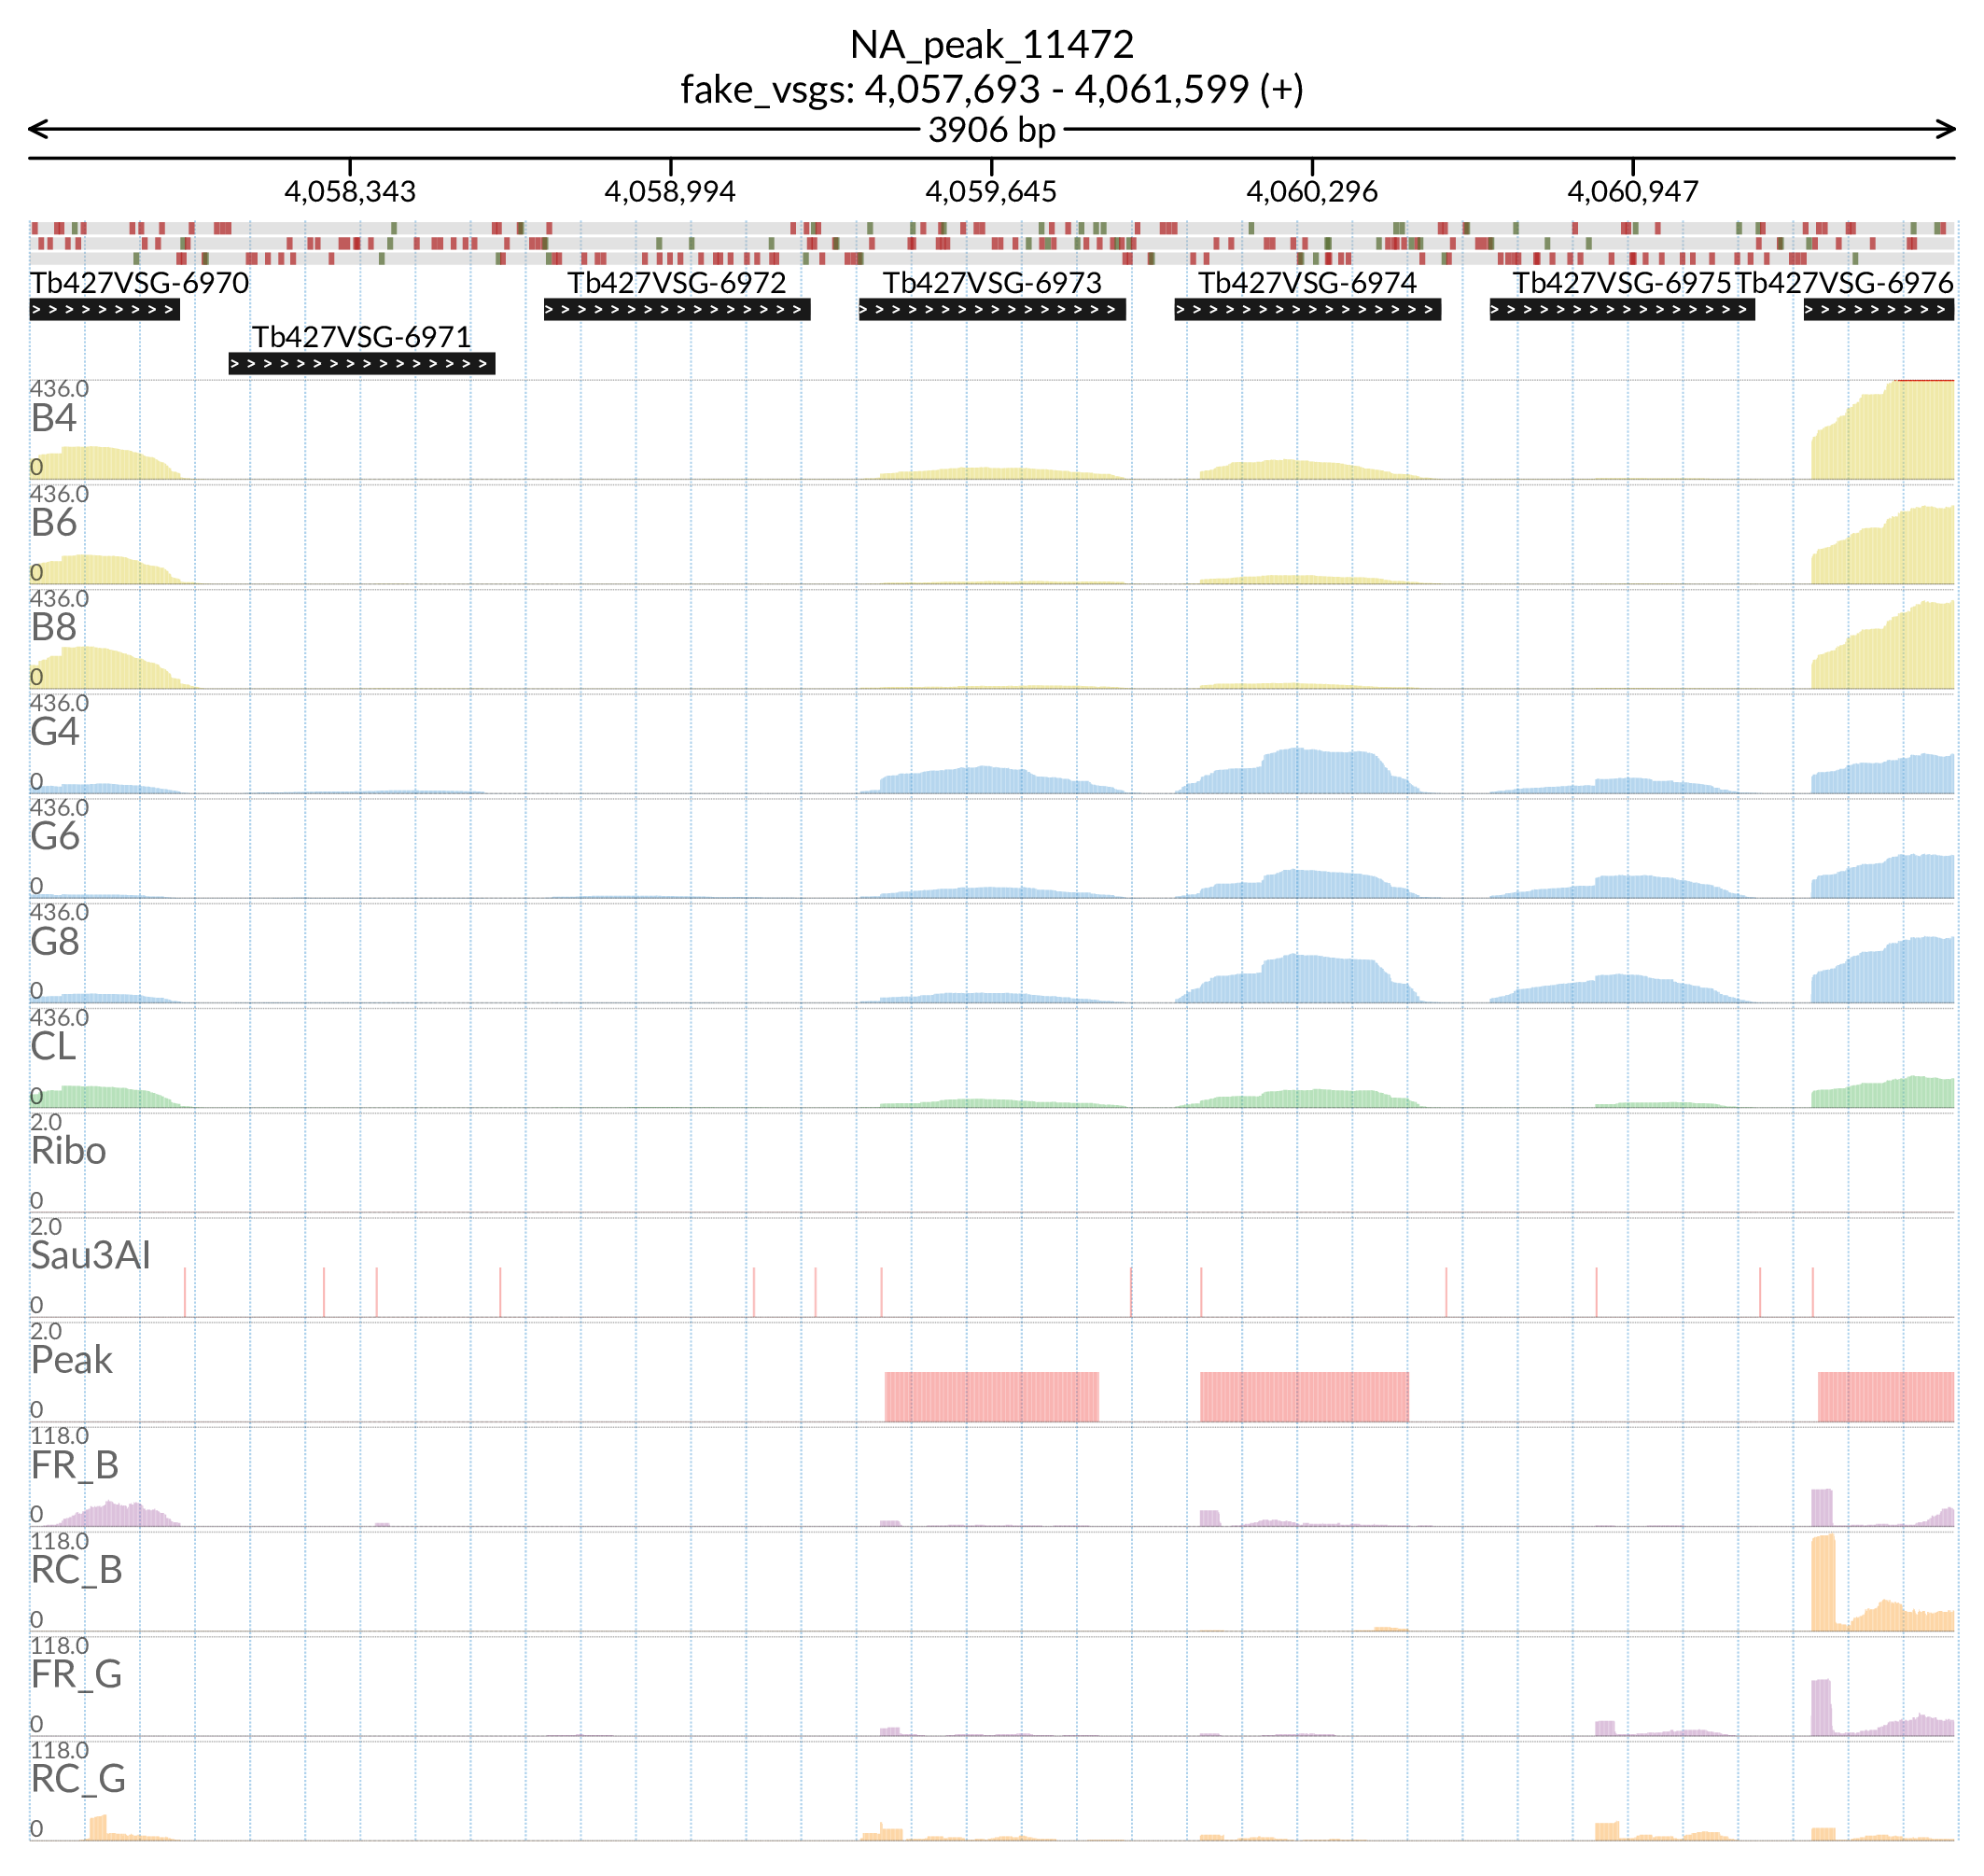 NA_peak_11472
fake_vsgs: 4,057,693 - 4,061,599 (+)
3906 bp
4,058,343 4,058,994 4,059,645 4,060,296 4,060,947
Tb427VSG-6970 Tb427VSG-6972 Tb427VSG-6973 Tb427VSG-6974 Tb427VSG-6975 Tb427VSG-6976
Tb427VSG-6971
436.0
B4
0
436.0
B6
0
436.0
B8
0
436.0
G4
0
436.0
G6
0
436.0
G8
0
436.0
CL
0
2.0
Ribo
0
2.0
Sau3AI
0
2.0
Peak
0
118.0
FR_B
0
118.0
RC_B
0
118.0
FR_G
0
118.0
RC_G
0